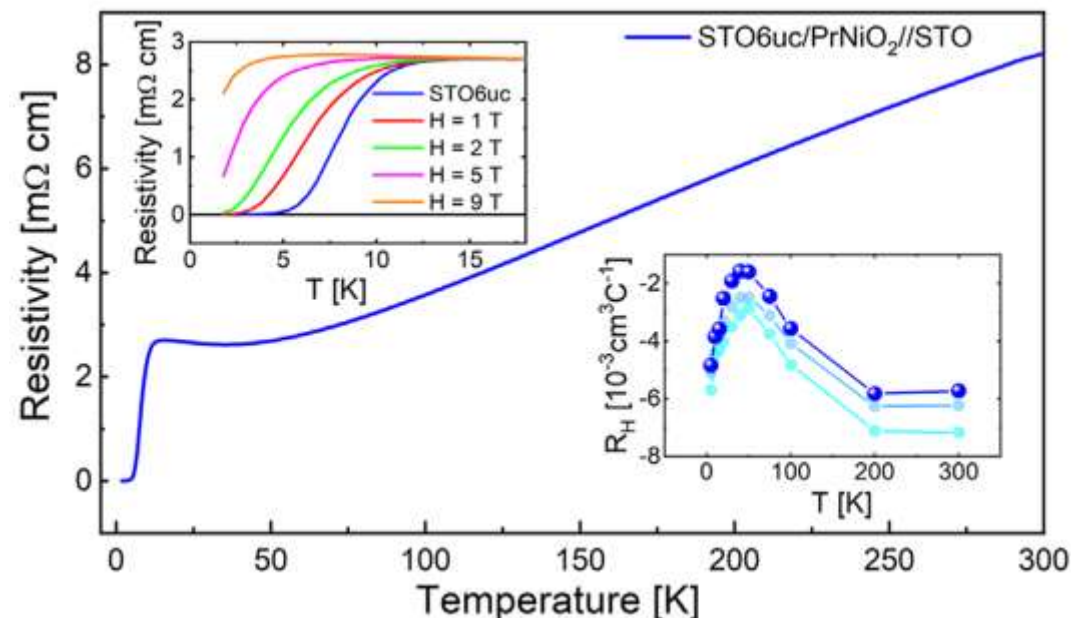 STO6uc/PrNiO₂//STO
Resistivity [mΩ cm]
8
6
4
2
0
0 50 100 150 200 250 300
Temperature [K]
Resistivity [mΩ cm]
3
2
1
0
STO6uc
H = 1 T
H = 2 T
H = 5 T
H = 9 T
5 10 15
T [K]
R_H [10⁻³cm³C⁻¹]
-2
-4
-6
-8
0 100 200 300
T [K]